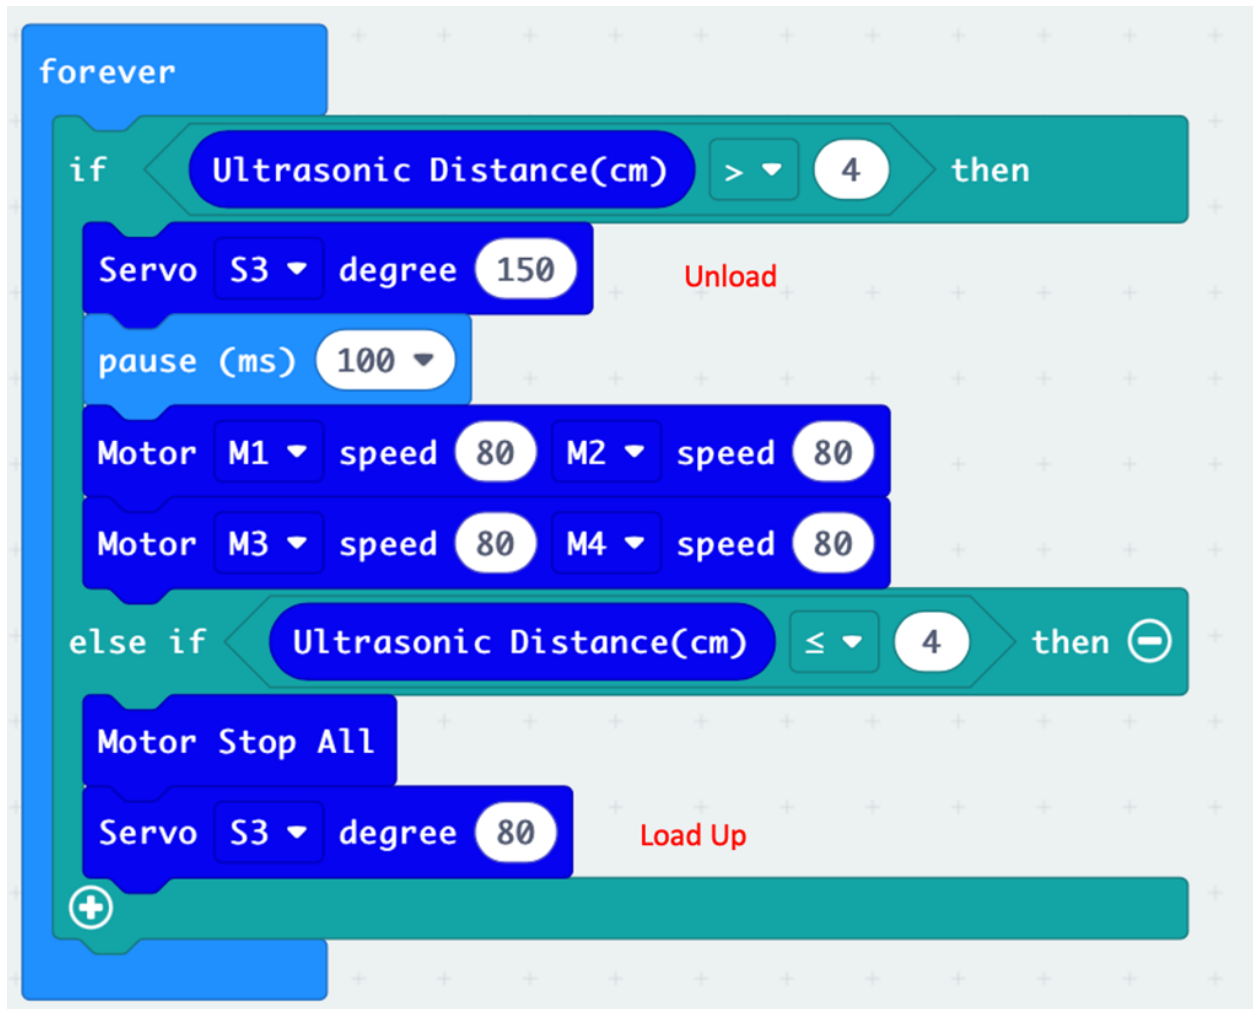 forever
if Ultrasonic Distance(cm) > 4 then
Servo S3 degree 150 Unload
pause (ms) 100
Motor M1 speed 80 M2 speed 80
Motor M3 speed 80 M4 speed 80
else if Ultrasonic Distance(cm) ≤ 4 then
Motor Stop All
Servo S3 degree 80 Load Up